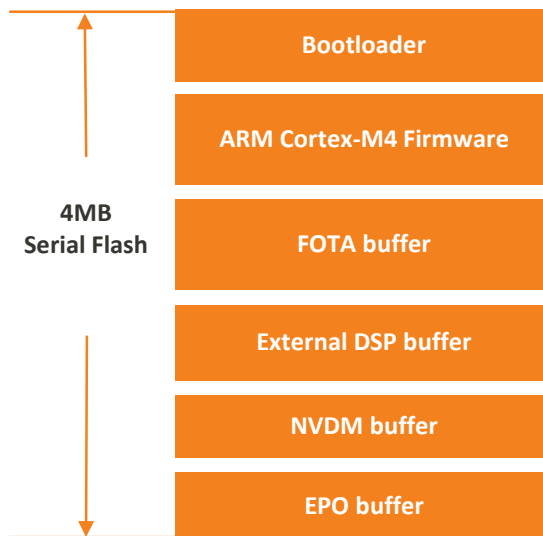 Bootloader
ARM Cortex-M4 Firmware
4MB
Serial Flash
FOTA buffer
External DSP buffer
NVDM buffer
EPO buffer